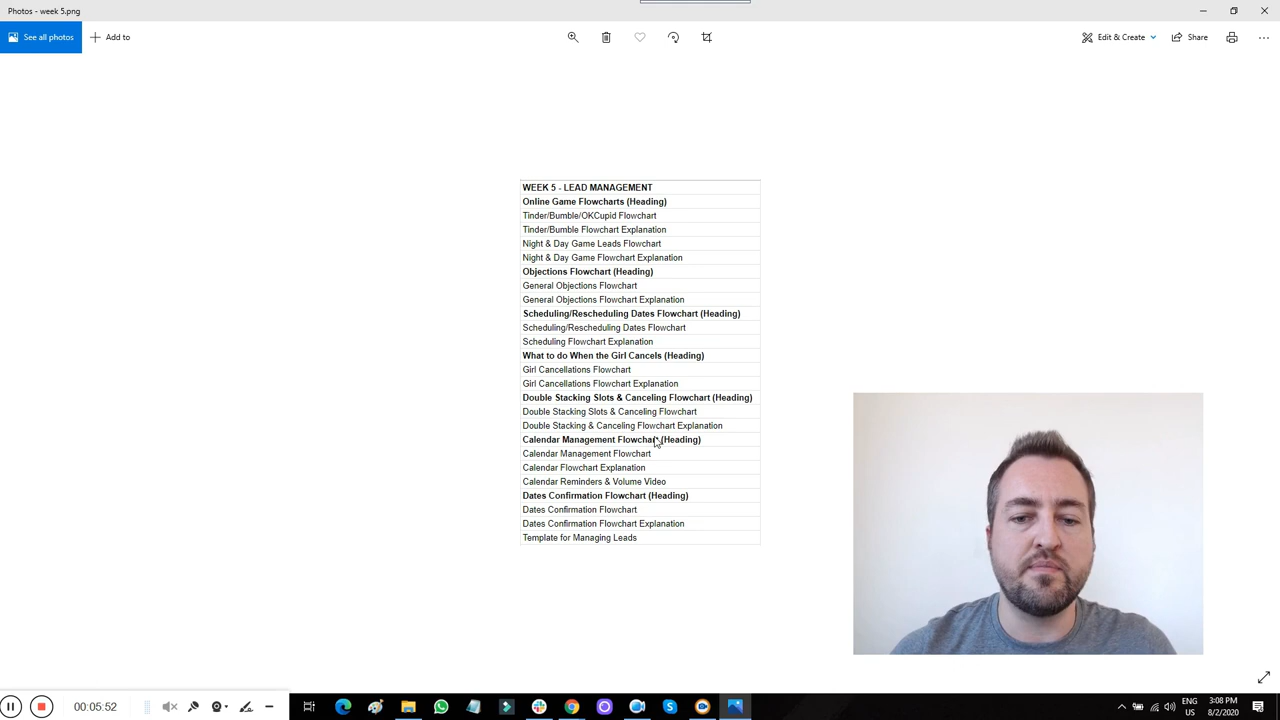 Photos - week 5.png
See all photos
Add to
Edit & Create
Share
WEEK 5 - LEAD MANAGEMENT
Online Game Flowcharts (Heading)
Tinder/Bumble/OKCupid Flowchart
Tinder/Bumble Flowchart Explanation
Night & Day Game Leads Flowchart
Night & Day Game Flowchart Explanation
Objections Flowchart (Heading)
General Objections Flowchart
General Objections Flowchart Explanation
Scheduling/Rescheduling Dates Flowchart (Heading)
Scheduling/Rescheduling Dates Flowchart
Scheduling Flowchart Explanation
What to do When the Girl Cancels (Heading)
Girl Cancellations Flowchart
Girl Cancellations Flowchart Explanation
Double Stacking Slots & Canceling Flowchart (Heading)
Double Stacking Slots & Canceling Flowchart
Double Stacking & Canceling Flowchart Explanation
Calendar Management Flowchart (Heading)
Calendar Management Flowchart
Calendar Flowchart Explanation
Calendar Reminders & Volume Video
Dates Confirmation Flowchart (Heading)
Dates Confirmation Flowchart
Dates Confirmation Flowchart Explanation
Template for Managing Leads
00:05:52
ENG
US
3:08 PM
8/2/2020